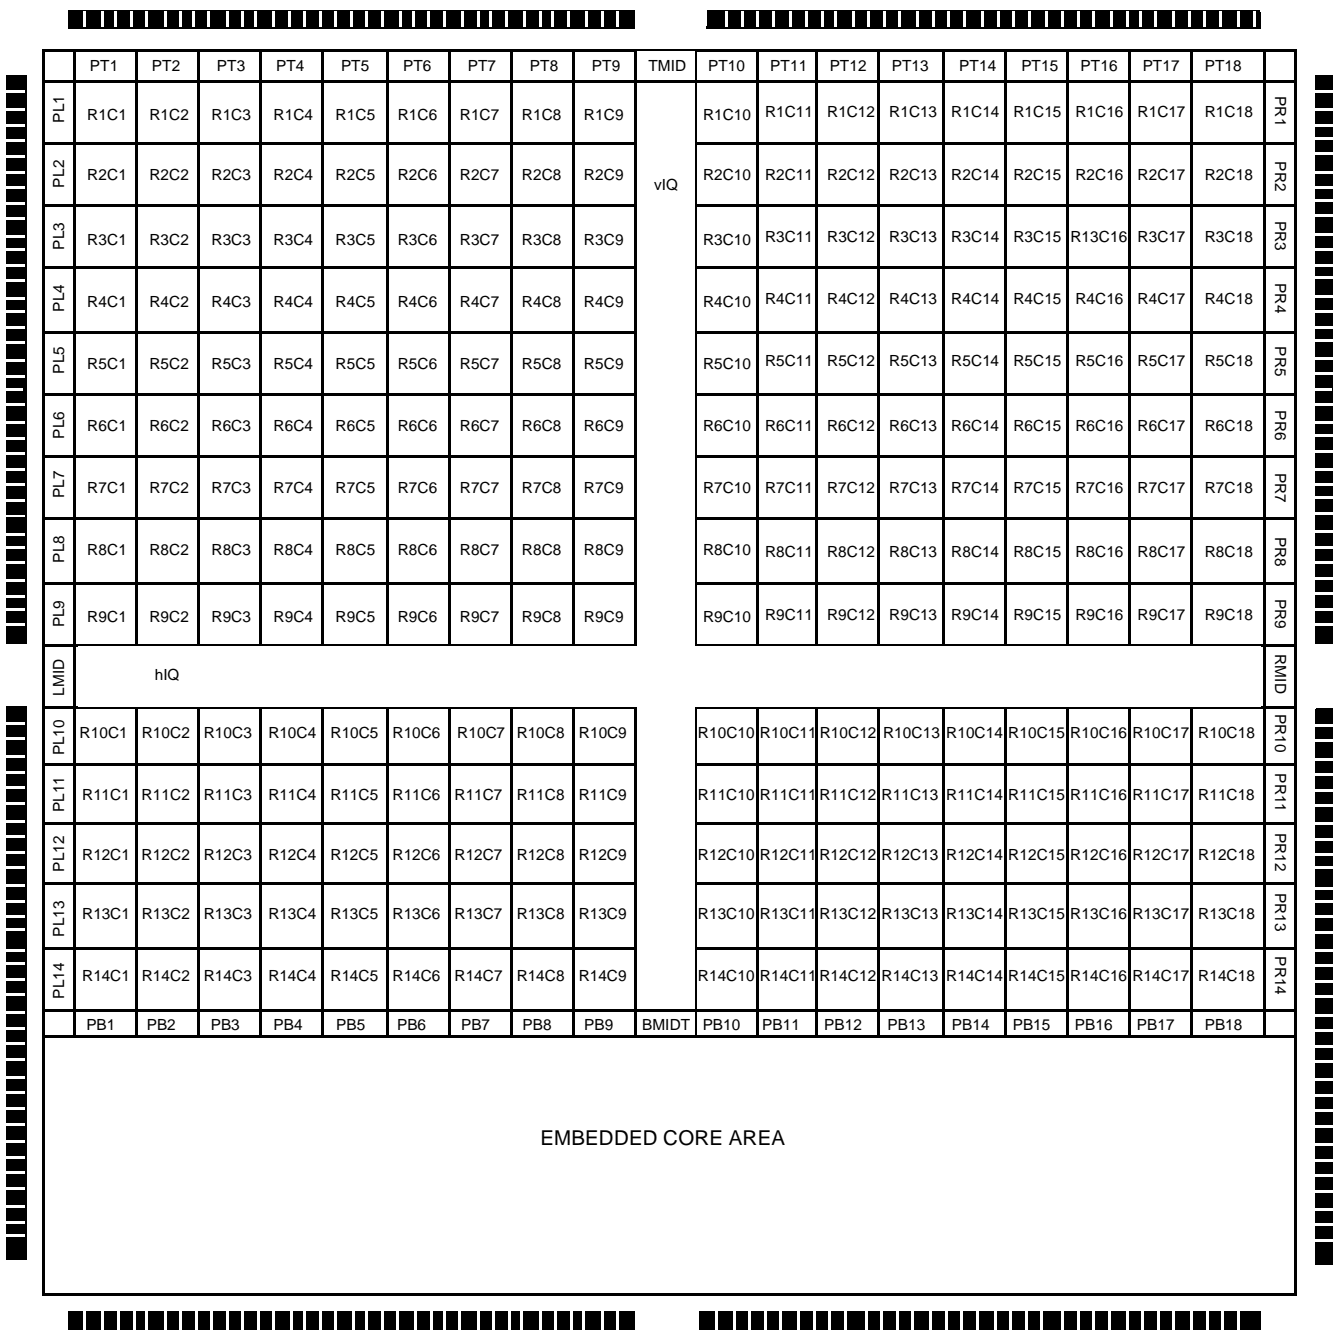 PT1 PT2 PT3 PT4 PT5 PT6 PT7 PT8 PT9 TMID PT10 PT11 PT12 PT13 PT14 PT15 PT16 PT17 PT18
PL1 R1C1 R1C2 R1C3 R1C4 R1C5 R1C6 R1C7 R1C8 R1C9 R1C10 R1C11 R1C12 R1C13 R1C14 R1C15 R1C16 R1C17 R1C18 PR1
PL2 R2C1 R2C2 R2C3 R2C4 R2C5 R2C6 R2C7 R2C8 R2C9 vIQ R2C10 R2C11 R2C12 R2C13 R2C14 R2C15 R2C16 R2C17 R2C18 PR2
PL3 R3C1 R3C2 R3C3 R3C4 R3C5 R3C6 R3C7 R3C8 R3C9 R3C10 R3C11 R3C12 R3C13 R3C14 R3C15 R13C16 R3C17 R3C18 PR3
PL4 R4C1 R4C2 R4C3 R4C4 R4C5 R4C6 R4C7 R4C8 R4C9 R4C10 R4C11 R4C12 R4C13 R4C14 R4C15 R4C16 R4C17 R4C18 PR4
PL5 R5C1 R5C2 R5C3 R5C4 R5C5 R5C6 R5C7 R5C8 R5C9 R5C10 R5C11 R5C12 R5C13 R5C14 R5C15 R5C16 R5C17 R5C18 PR5
PL6 R6C1 R6C2 R6C3 R6C4 R6C5 R6C6 R6C7 R6C8 R6C9 R6C10 R6C11 R6C12 R6C13 R6C14 R6C15 R6C16 R6C17 R6C18 PR6
PL7 R7C1 R7C2 R7C3 R7C4 R7C5 R7C6 R7C7 R7C8 R7C9 R7C10 R7C11 R7C12 R7C13 R7C14 R7C15 R7C16 R7C17 R7C18 PR7
PL8 R8C1 R8C2 R8C3 R8C4 R8C5 R8C6 R8C7 R8C8 R8C9 R8C10 R8C11 R8C12 R8C13 R8C14 R8C15 R8C16 R8C17 R8C18 PR8
PL9 R9C1 R9C2 R9C3 R9C4 R9C5 R9C6 R9C7 R9C8 R9C9 R9C10 R9C11 R9C12 R9C13 R9C14 R9C15 R9C16 R9C17 R9C18 PR9
LMID hIQ RMID
PL10 R10C1 R10C2 R10C3 R10C4 R10C5 R10C6 R10C7 R10C8 R10C9 R10C10 R10C11 R10C12 R10C13 R10C14 R10C15 R10C16 R10C17 R10C18 PR10
PL11 R11C1 R11C2 R11C3 R11C4 R11C5 R11C6 R11C7 R11C8 R11C9 R11C10 R11C11 R11C12 R11C13 R11C14 R11C15 R11C16 R11C17 R11C18 PR11
PL12 R12C1 R12C2 R12C3 R12C4 R12C5 R12C6 R12C7 R12C8 R12C9 R12C10 R12C11 R12C12 R12C13 R12C14 R12C15 R12C16 R12C17 R12C18 PR12
PL13 R13C1 R13C2 R13C3 R13C4 R13C5 R13C6 R13C7 R13C8 R13C9 R13C10 R13C11 R13C12 R13C13 R13C14 R13C15 R13C16 R13C17 R13C18 PR13
PL14 R14C1 R14C2 R14C3 R14C4 R14C5 R14C6 R14C7 R14C8 R14C9 R14C10 R14C11 R14C12 R14C13 R14C14 R14C15 R14C16 R14C17 R14C18 PR14
PB1 PB2 PB3 PB4 PB5 PB6 PB7 PB8 PB9 BMIDT PB10 PB11 PB12 PB13 PB14 PB15 PB16 PB17 PB18
EMBEDDED CORE AREA